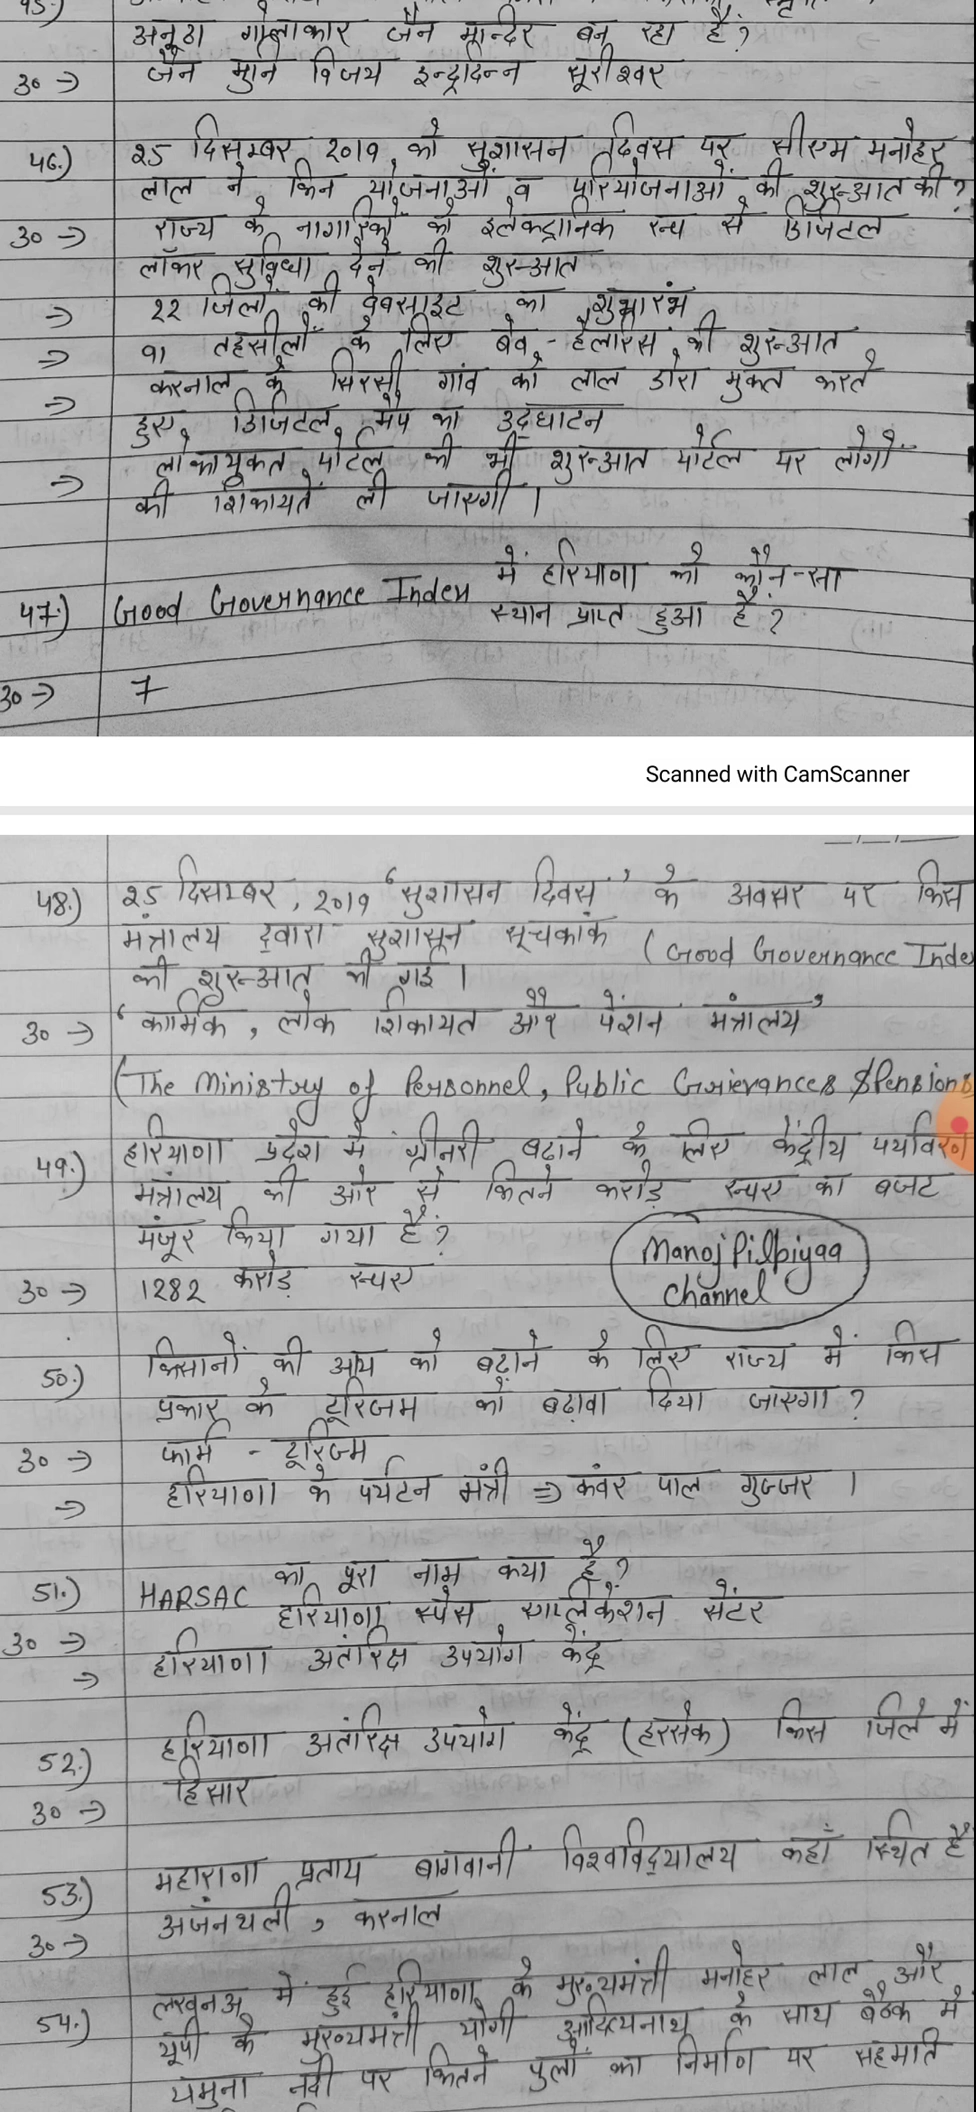 45.)
अनूठा गोलाकार जैन मन्दिर बन रहा है?
उ० => जैन मुनि विजय इन्द्रदिन्न सूरीश्वर
46.) 25 दिसम्बर 2019 को सुशासन दिवस पर सीएम मनोहर
लाल ने किन योजनाओं व परियोजनाओं की शुरूआत की?
उ० => राज्य के नागरिकों को इलेक्ट्रानिक रूप से डिजिटल
लॉकर सुविधा देने की शुरूआत
=> 22 जिलों की वेबसाइट का शुभारंभ
=> तहसीलों के लिए वेब-हैलरिस की शुरूआत
=> करनाल के सिरसी गांव को लाल डोरा मुक्त करते
हुए डिजिटल मैप का उद्घाटन
=> लोकायुक्त पोर्टल की भी शुरूआत पोर्टल पर लोगों
की शिकायतें ली जाएगी।
47.) Good Governance Index में हरियाणा को कौन-सा
स्थान प्राप्त हुआ है?
उ० => 7
Scanned with CamScanner
48.) 25 दिसम्बर, 2019 'सुशासन दिवस' के अवसर पर किस
मंत्रालय द्वारा सुशासन सूचकांक (Good Governance Inde
की शुरूआत की गई।
उ० => 'कार्मिक, लोक शिकायत और पेंशन मंत्रालय'
(The Ministry of Personnel, Public Grievances & Pensions
49.) हरियाणा प्रदेश में ग्रीनरी बढ़ाने के लिए केंद्रीय पर्यावरण
मंत्रालय की ओर से कितने करोड़ रूपए का बजट
मंजूर किया गया है?
उ० => 1282 करोड़ रूपए
Manoj Pilpiyaa
Channel
50.) किसानों की आय को बढ़ाने के लिए राज्य में किस
प्रकार के टूरिजम को बढ़ावा दिया जाएगा?
उ० => फार्म - टूरिज्म
=> हरियाणा के पर्यटन मंत्री => कंवर पाल गुज्जर ।
51.) HARSAC का पूरा नाम क्या है?
उ० => हरियाणा स्पेस एप्लिकेंशन सेंटर
=> हरियाणा अतंरिक्ष उपयोग केंद्र
52.) हरियाणा अतंरिक्ष उपयोग केंद्र (हरसेक) किस जिले में
उ० => हिसार
53.) महाराणा प्रताप बागवानी विश्वविद्यालय कहाँ स्थित है
उ० => अजंनथली, करनाल
54.) लखनऊ में हुई हरियाणा के मुख्यमंत्री मनोहर लाल और
यूपी के मुख्यमंत्री योगी आदित्यनाथ के साथ बैठक में
यमुना नदी पर कितने पुलों का निर्माण पर सहमति